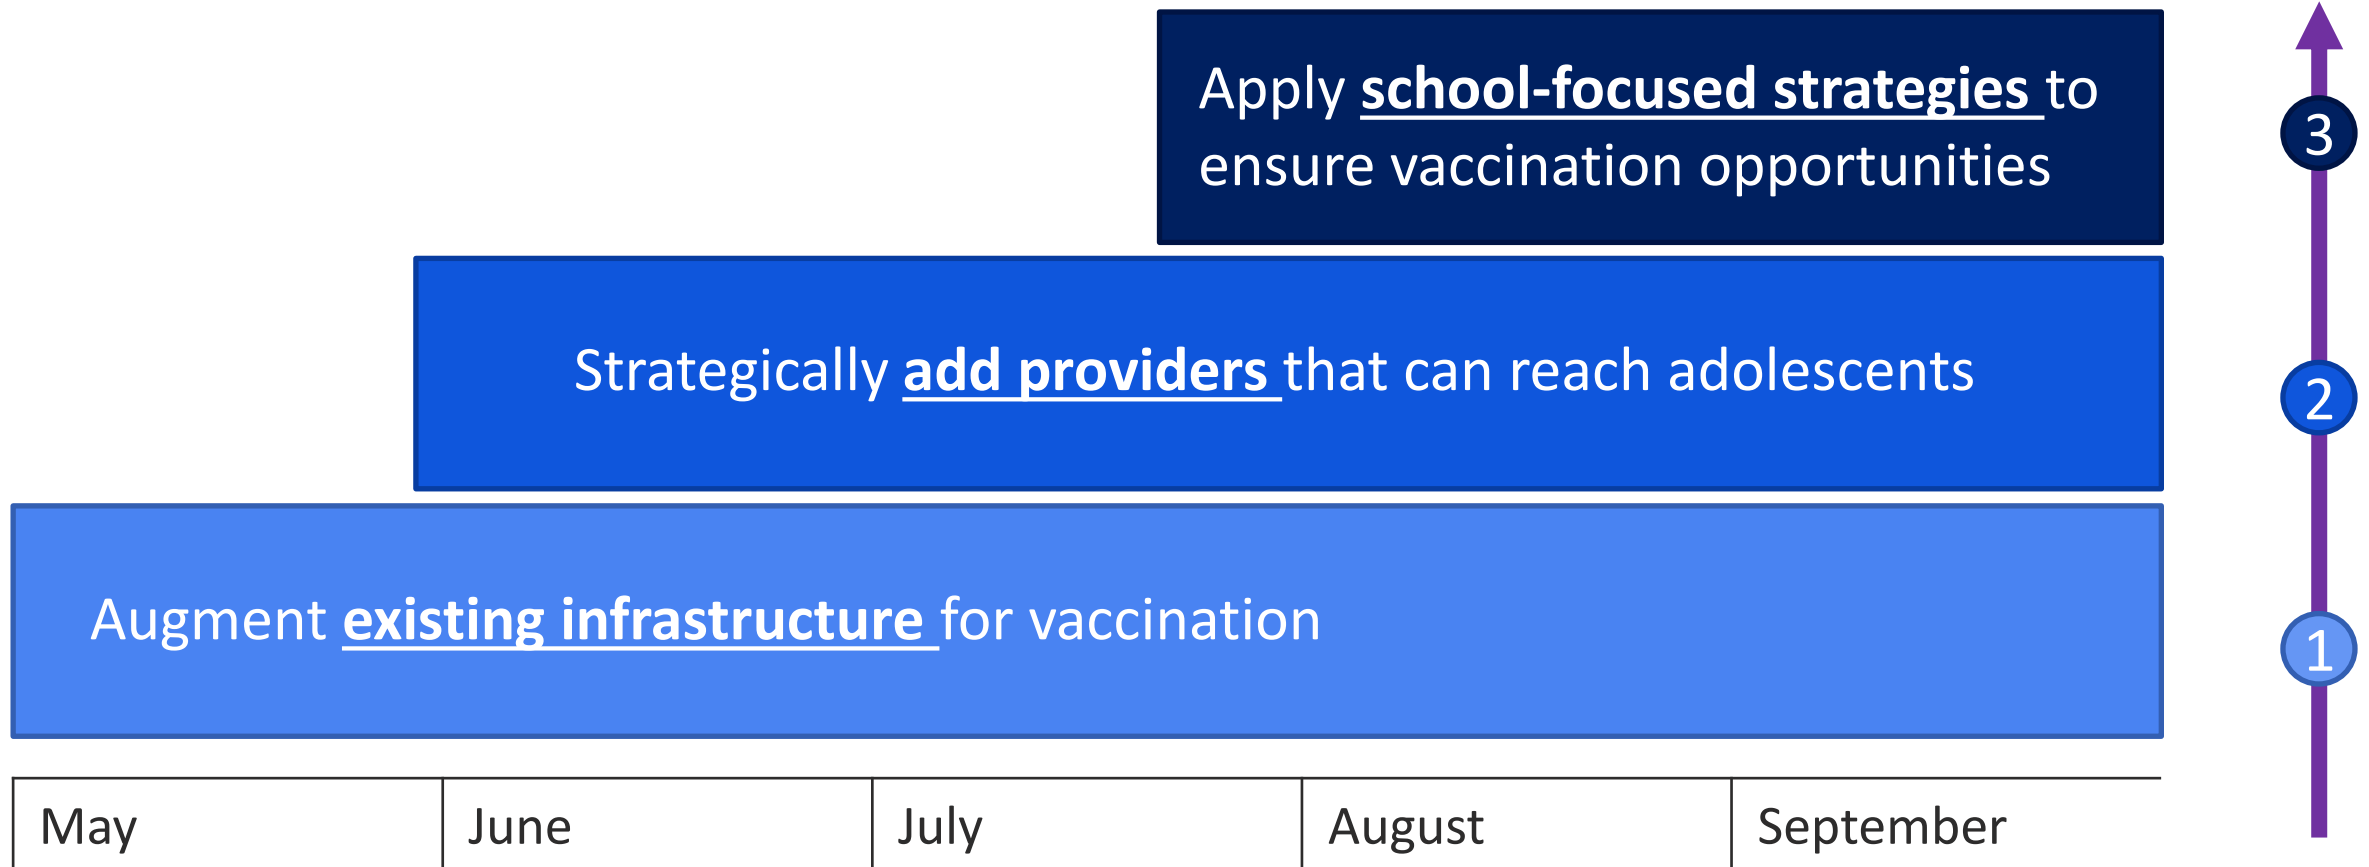 Apply school-focused strategies to
ensure vaccination opportunities
3
Strategically add providers that can reach adolescents
2
Augment existing infrastructure for vaccination
1
May
June
July
August
September